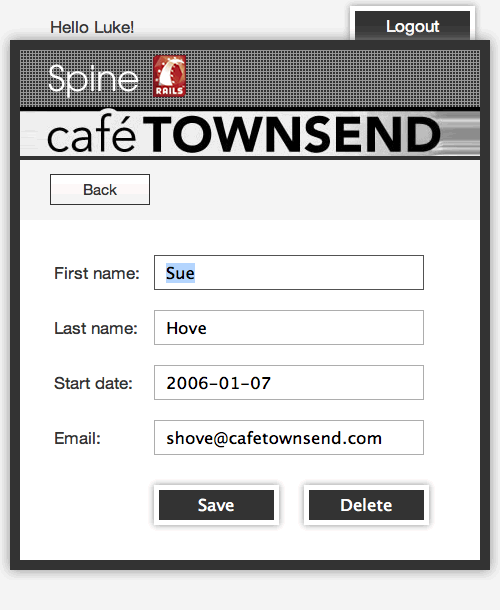 Hello Luke!
Logout
Spine RAILS
café TOWNSEND
Back
First name: Sue
Last name: Hove
Start date: 2006-01-07
Email: shove@cafetownsend.com
Save Delete